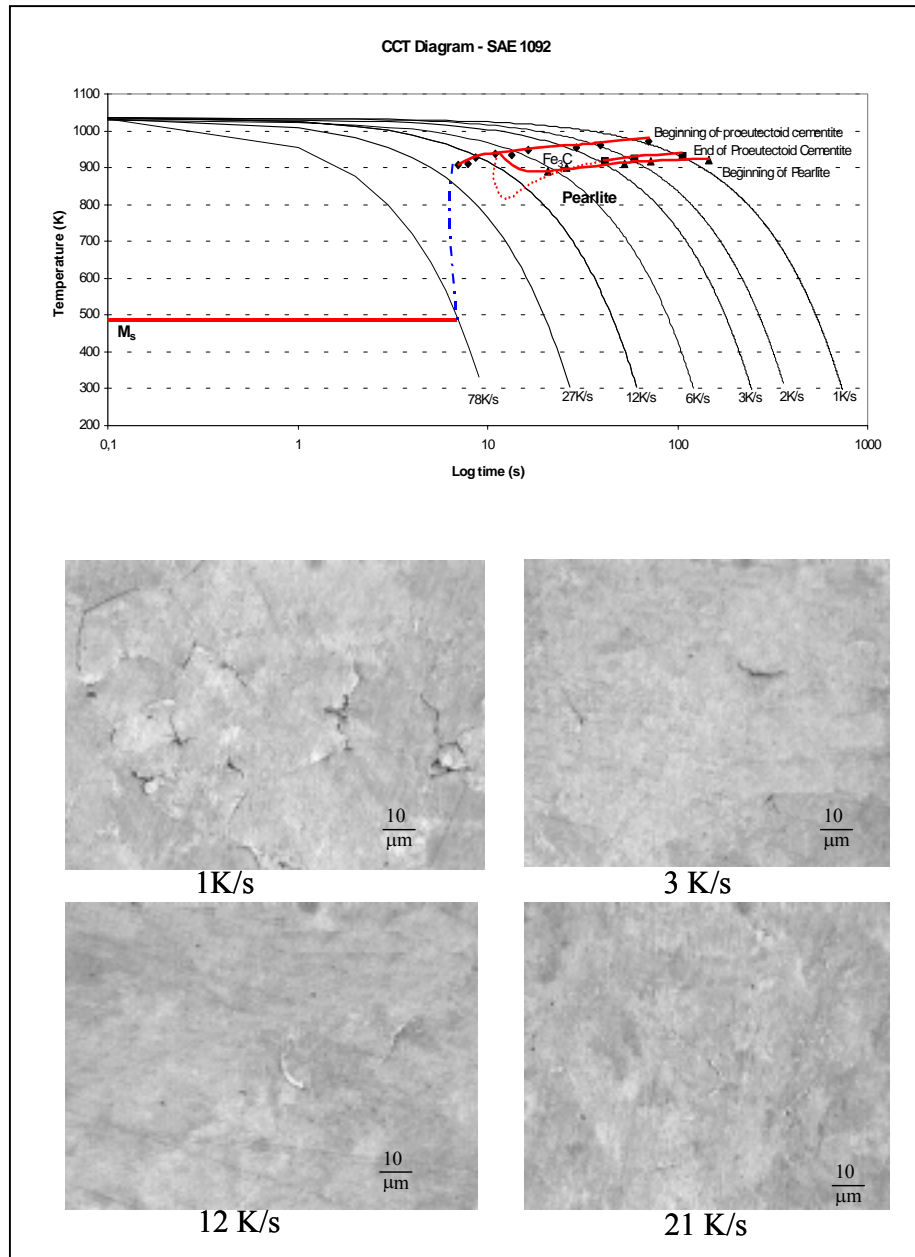 CCT Diagram - SAE 1092
1100
1000
900
800
700
600
500
400
300
200
Temperature (K)
Beginning of proeutectoid cementite
End of Proeutectoid Cementite
Beginning of Pearlite
Fe₃C
Pearlite
Mₛ
78K/s
27K/s
12K/s
6K/s
3K/s
2K/s
1K/s
0,1
1
10
100
1000
Log time (s)
10
μm
1K/s
10
μm
3 K/s
10
μm
12 K/s
10
μm
21 K/s